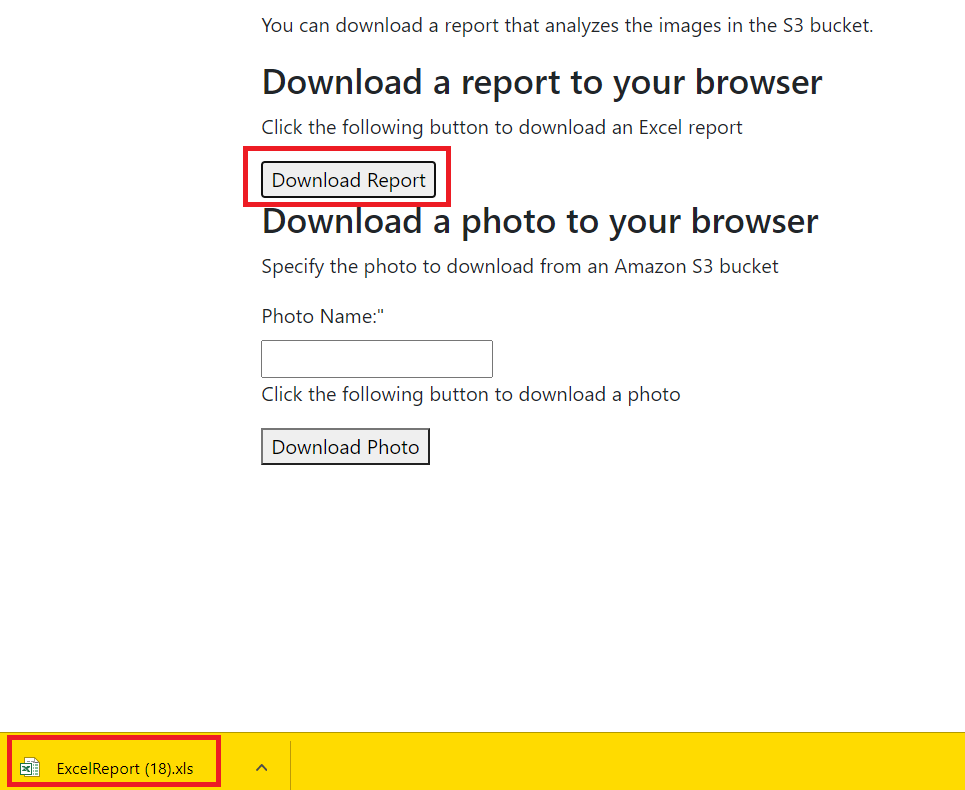 You can download a report that analyzes the images in the S3 bucket.
Download a report to your browser
Click the following button to download an Excel report
Download Report
Download a photo to your browser
Specify the photo to download from an Amazon S3 bucket
Photo Name:"
Click the following button to download a photo
Download Photo
ExcelReport (18).xls